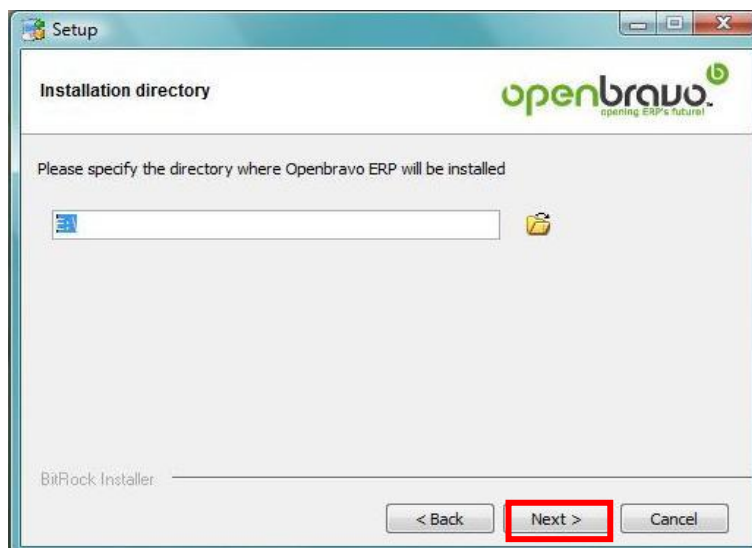 Setup
Installation directory
openbravo™
opening ERP's future!
Please specify the directory where Openbravo ERP will be installed
E:\
BitRock Installer
< Back
Next >
Cancel